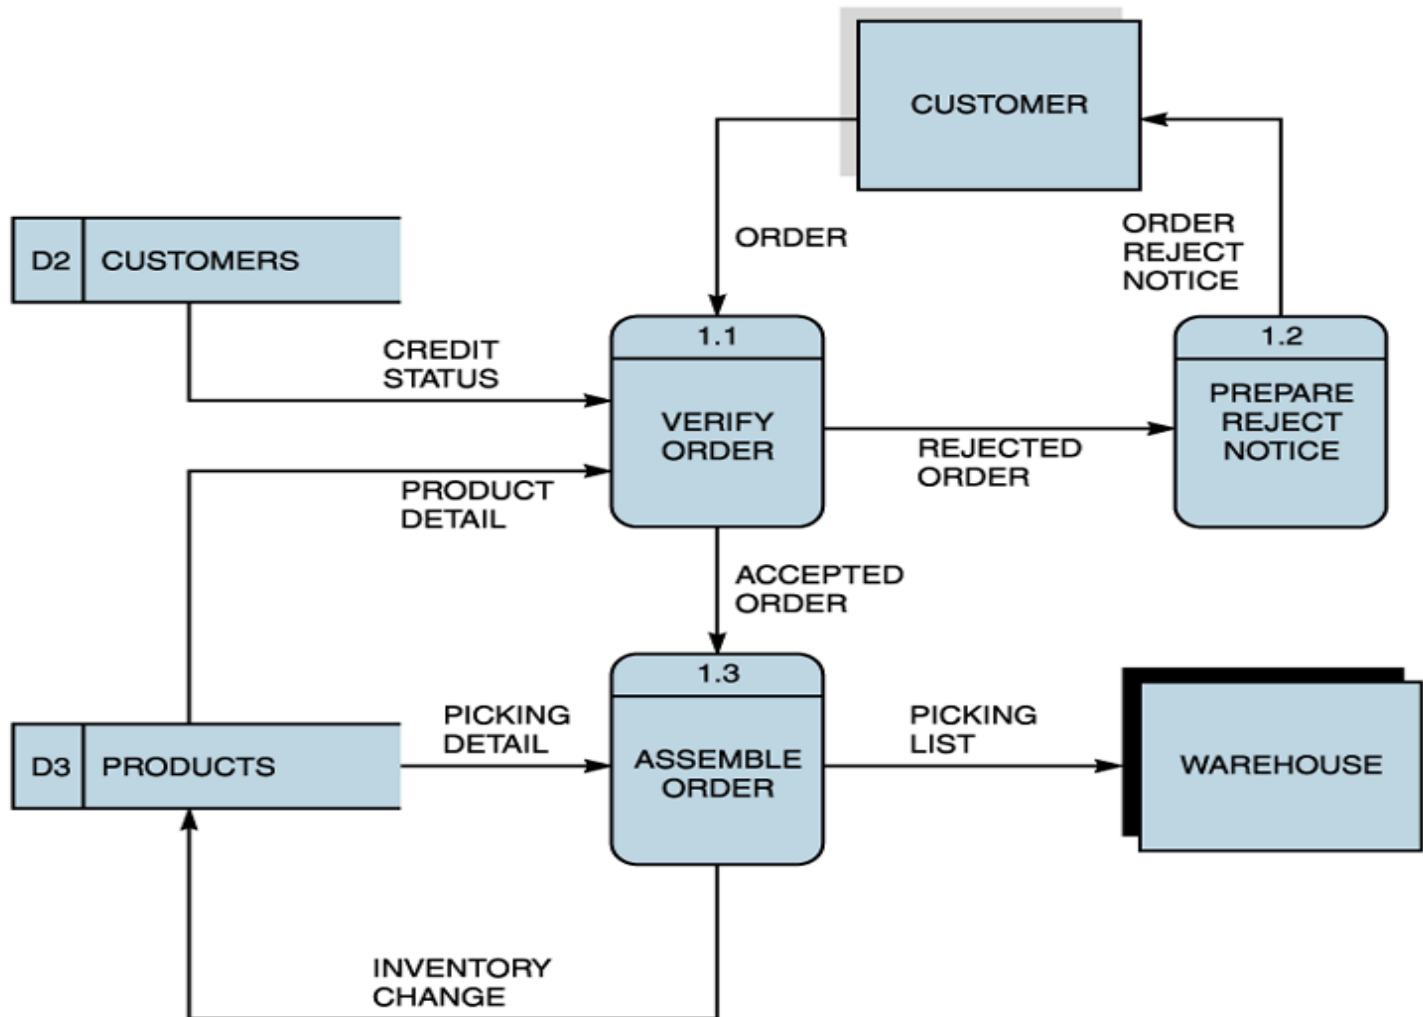 CUSTOMER
ORDER
ORDER
REJECT
NOTICE
D2 CUSTOMERS
CREDIT
STATUS
1.1
VERIFY
ORDER
1.2
PREPARE
REJECT
NOTICE
REJECTED
ORDER
PRODUCT
DETAIL
ACCEPTED
ORDER
D3 PRODUCTS
PICKING
DETAIL
1.3
ASSEMBLE
ORDER
PICKING
LIST
WAREHOUSE
INVENTORY
CHANGE